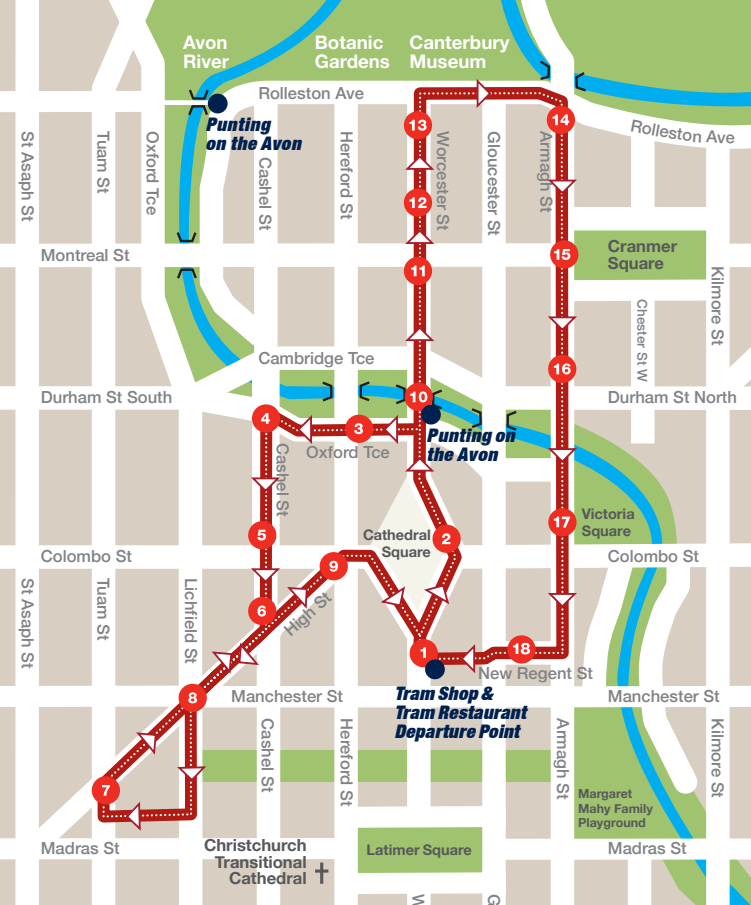 Avon
River
Botanic
Gardens
Canterbury
Museum
Rolleston Ave
Punting
on the Avon
13
14
Rolleston Ave
St Asaph St
Tuam St
Oxford Tce
Cashel St
Hereford St
Worcester St
Gloucester St
Armagh St
12
Montreal St
11
15
Cranmer
Square
Kilmore St
Chester St W
Cambridge Tce
16
Durham St South
10
Durham St North
4
3
Punting on
the Avon
Oxford Tce
Cashel St
5
2
Cathedral
Square
17
Victoria
Square
Colombo St
9
Colombo St
St Asaph St
Tuam St
Lichfield St
6
High St
1
18
New Regent St
8
Manchester St
Tram Shop &
Tram Restaurant
Departure Point
Manchester St
Cashel St
Hereford St
Armagh St
Kilmore St
7
Margaret
Mahy Family
Playground
Madras St
Christchurch
Transitional
Cathedral
Latimer Square
Madras St
W
G